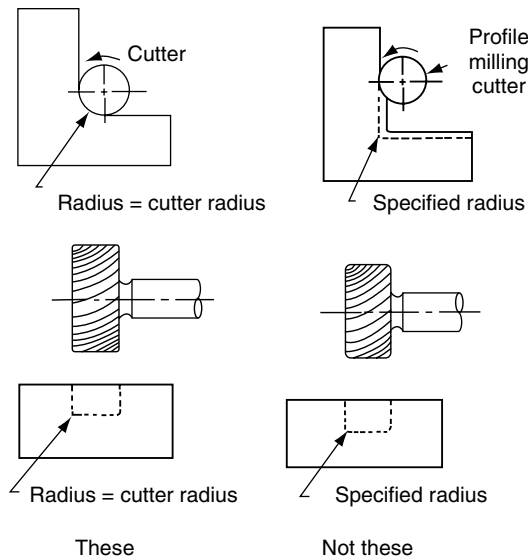 Cutter
Profile
milling
cutter
Radius = cutter radius
Specified radius
Radius = cutter radius
Specified radius
These
Not these